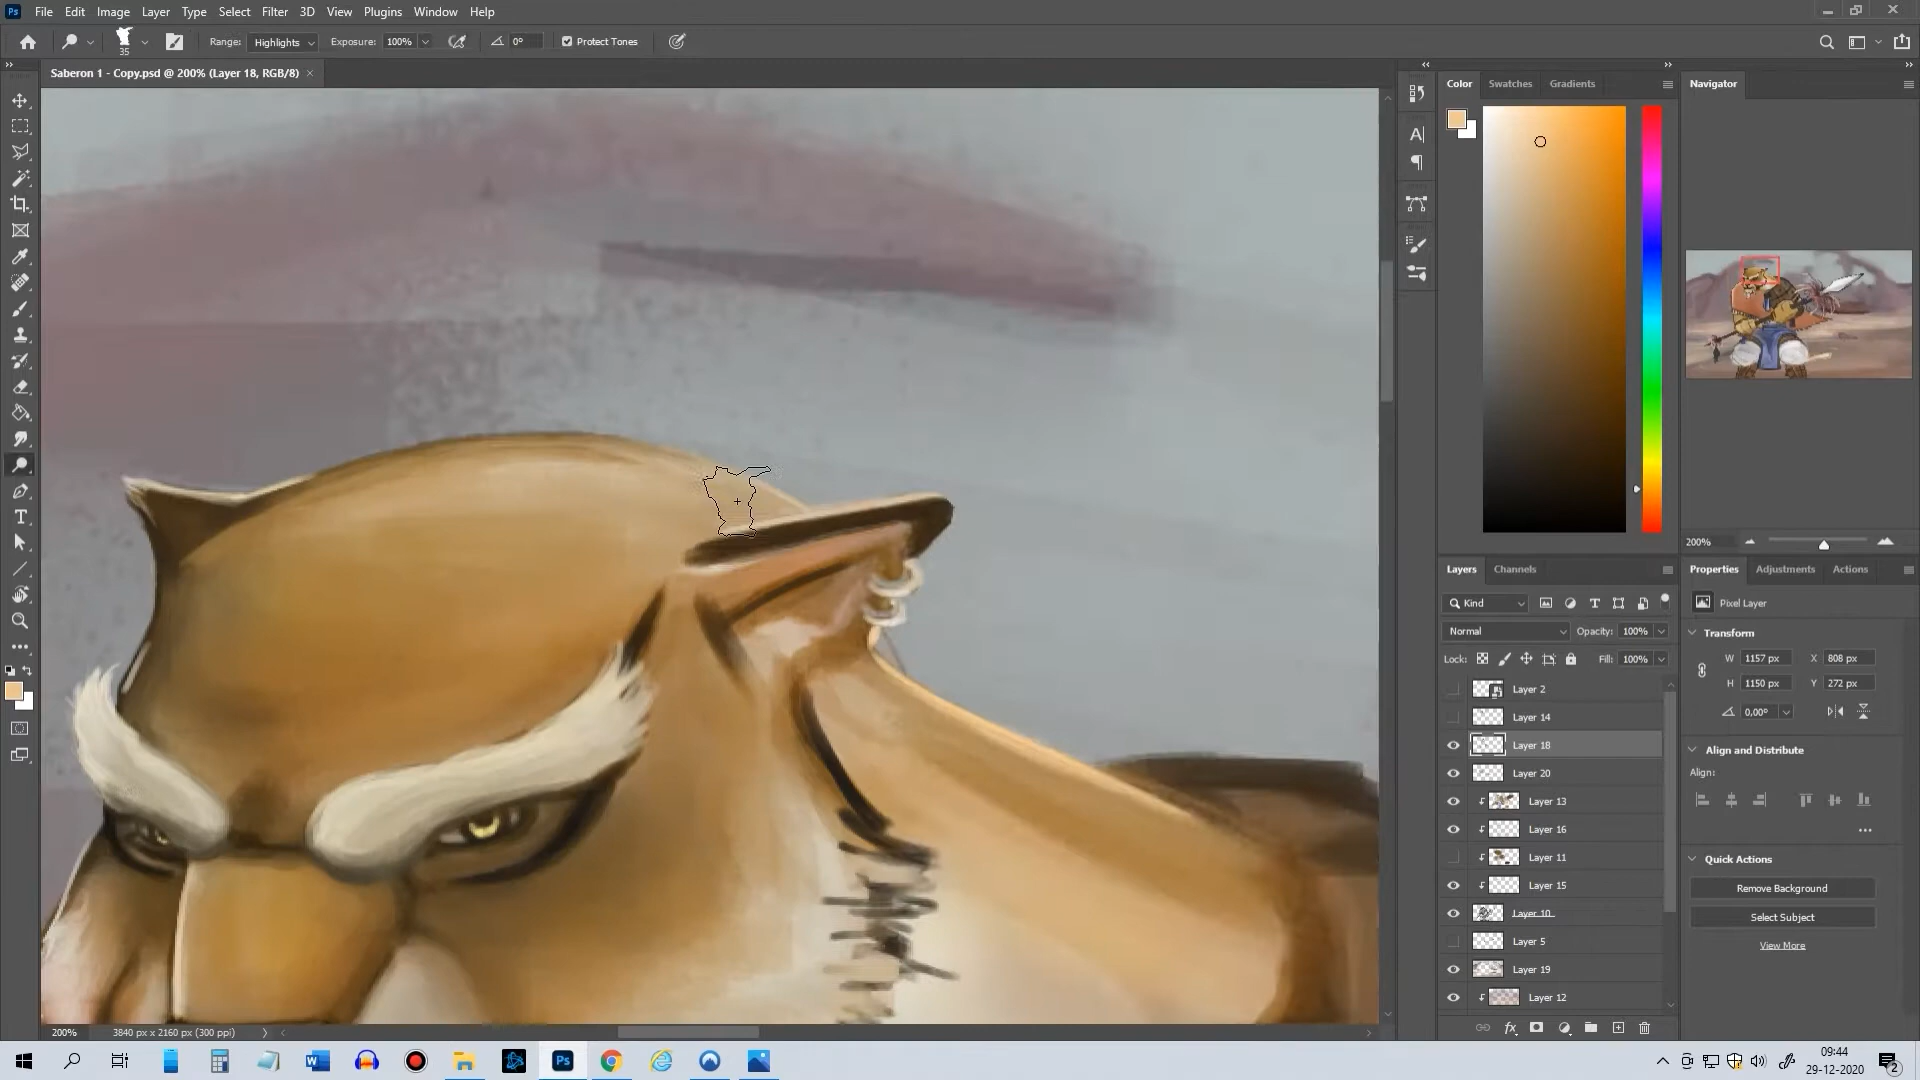 Ps File Edit Image Layer Type Select Filter 3D View Plugins Window Help
35 Range: Highlights Exposure: 100% 0° Protect Tones
Saberon 1 - Copy.psd @ 200% (Layer 18, RGB/8)
Color Swatches Gradients
Navigator
200%
Layers Channels
Kind
Normal Opacity: 100%
Lock: Fill: 100%
Layer 2
Layer 14
Layer 18
Layer 20
Layer 13
Layer 16
Layer 11
Layer 15
Layer 10
Layer 5
Layer 19
Layer 12
fx
Properties Adjustments Actions
Pixel Layer
Transform
W 1157 px X 808 px
H 1150 px Y 272 px
0,00°
Align and Distribute
Align:
Quick Actions
Remove Background
Select Subject
View More
200% 3840 px x 2160 px (300 ppi)
Ps
09:44
29-12-2020
2